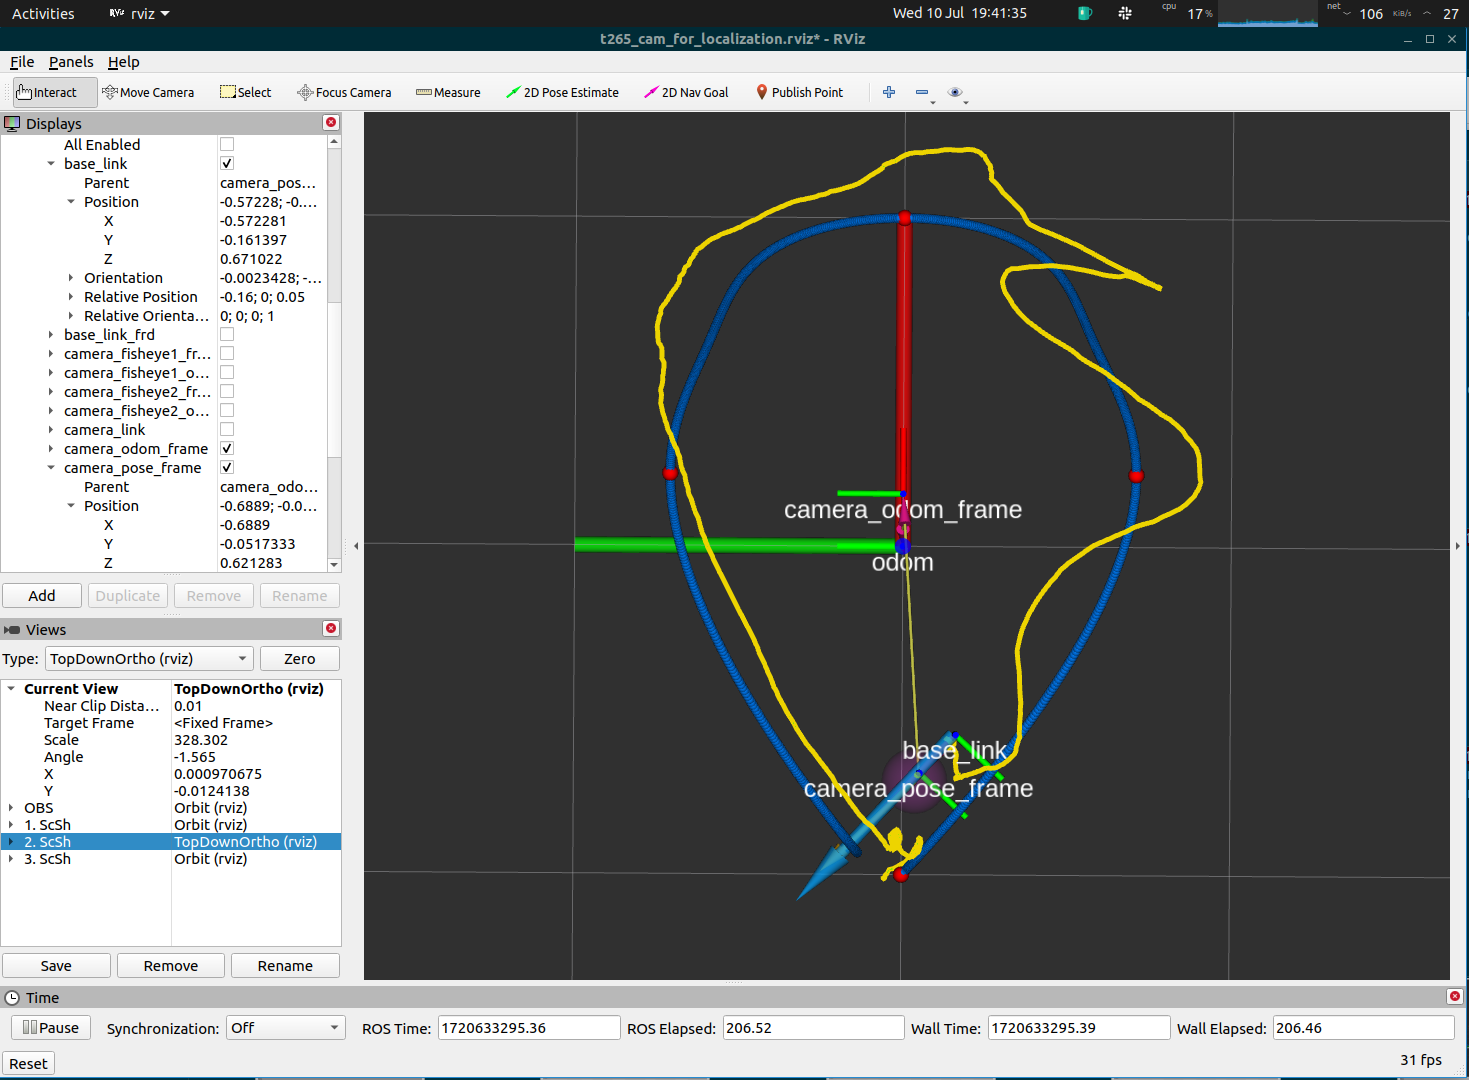 Activities rviz Wed 10 Jul 19:41:35 cpu 17% net 106 KiB/s 27
t265_cam_for_localization.rviz* - RViz
File Panels Help
Interact Move Camera Select Focus Camera Measure 2D Pose Estimate 2D Nav Goal Publish Point
Displays
All Enabled
base_link
Parent camera_pos...
Position -0.57228; -0....
X -0.572281
Y -0.161397
Z 0.671022
Orientation -0.0023428; -...
Relative Position -0.16; 0; 0.05
Relative Orienta... 0; 0; 0; 1
base_link_frd
camera_fisheye1_fr...
camera_fisheye1_o...
camera_fisheye2_fr...
camera_fisheye2_o...
camera_link
camera_odom_frame
camera_pose_frame
Parent camera_odo...
Position -0.6889; -0.0...
X -0.6889
Y -0.0517333
Z 0.621283
Add Duplicate Remove Rename
Views
Type: TopDownOrtho (rviz) Zero
Current View TopDownOrtho (rviz)
Near Clip Dista... 0.01
Target Frame <Fixed Frame>
Scale 328.302
Angle -1.565
X 0.000970675
Y -0.0124138
OBS Orbit (rviz)
1. ScSh Orbit (rviz)
2. ScSh TopDownOrtho (rviz)
3. ScSh Orbit (rviz)
Save Remove Rename
camera_odom_frame
odom
base_link
camera_pose_frame
Time
Pause Synchronization: Off ROS Time: 1720633295.36 ROS Elapsed: 206.52 Wall Time: 1720633295.39 Wall Elapsed: 206.46
Reset 31 fps